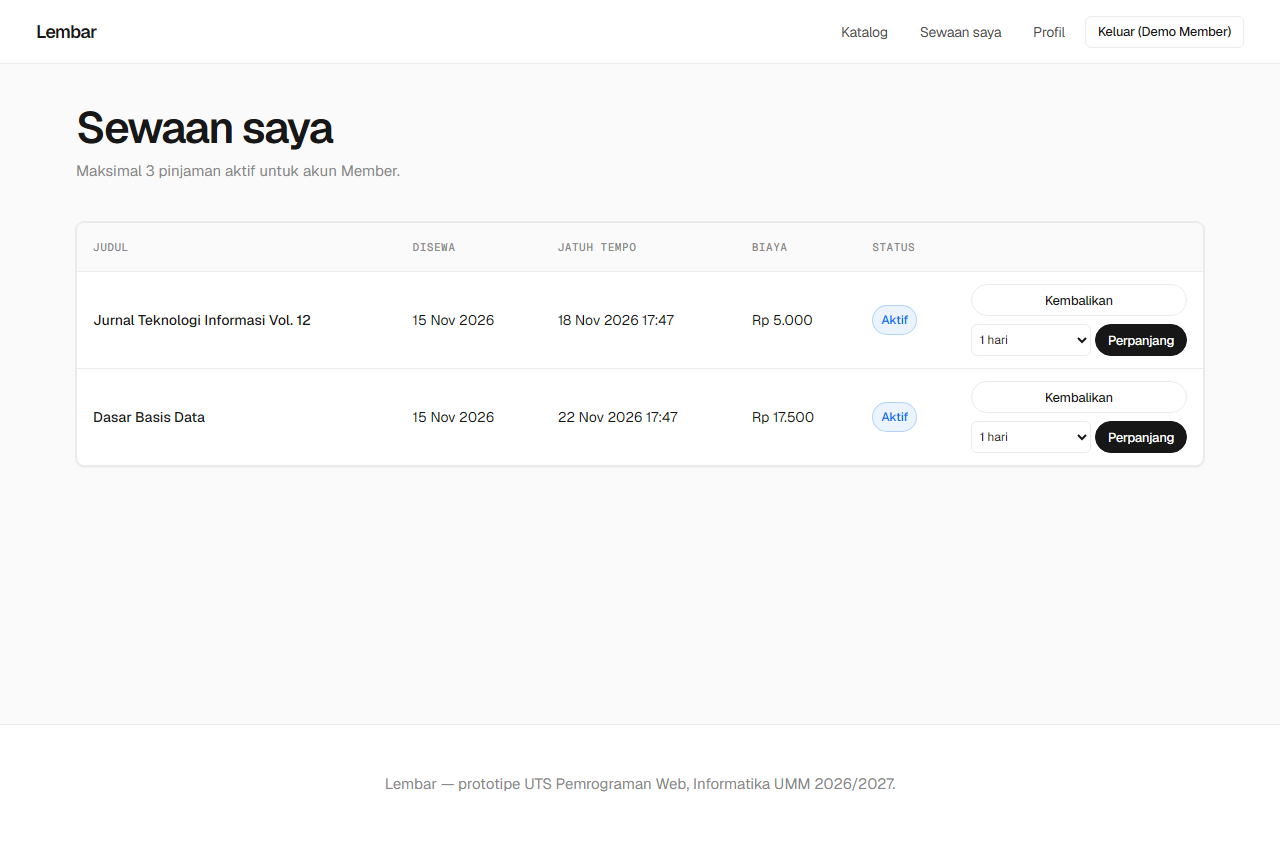 Lembar
Katalog Sewaan saya Profil Keluar (Demo Member)
Sewaan saya
Maksimal 3 pinjaman aktif untuk akun Member.
JUDUL DISEWA JATUH TEMPO BIAYA STATUS
Jurnal Teknologi Informasi Vol. 12 15 Nov 2026 18 Nov 2026 17:47 Rp 5.000 Aktif
Kembalikan
1 hari Perpanjang
Dasar Basis Data 15 Nov 2026 22 Nov 2026 17:47 Rp 17.500 Aktif
Kembalikan
1 hari Perpanjang
Lembar — prototipe UTS Pemrograman Web, Informatika UMM 2026/2027.